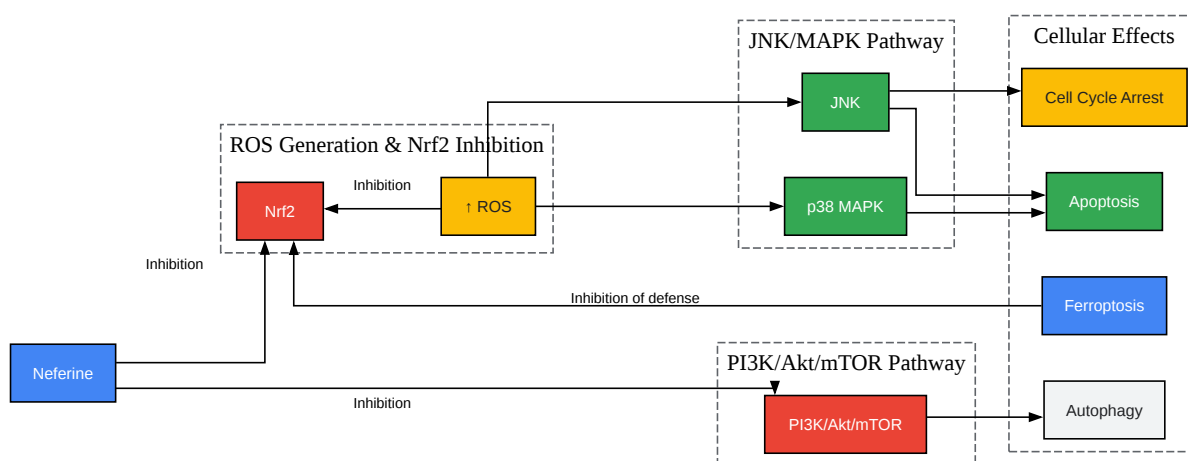 JNK/MAPK Pathway
Cellular Effects
JNK
Cell Cycle Arrest
ROS Generation & Nrf2 Inhibition
Inhibition
Nrf2
↑ ROS
p38 MAPK
Apoptosis
Inhibition
Inhibition of defense
Ferroptosis
Neferine
PI3K/Akt/mTOR Pathway
Inhibition
PI3K/Akt/mTOR
Autophagy